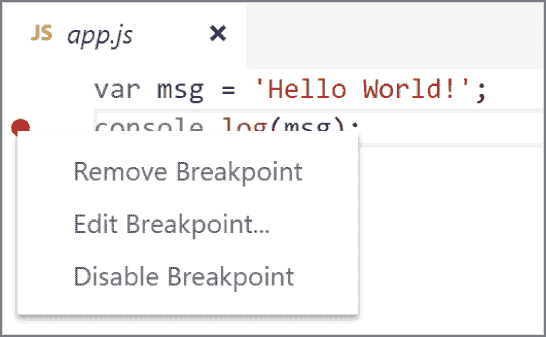 JS app.js ×
var msg = 'Hello World!';
console.log(msg);
Remove Breakpoint
Edit Breakpoint...
Disable Breakpoint